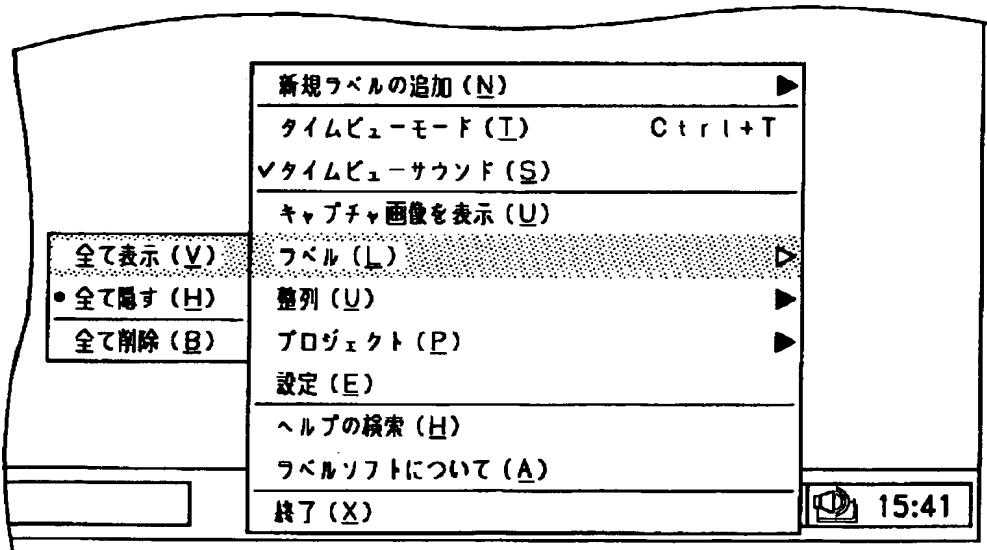 新規ラベルの追加(N)
タイムビューモード(T) Ctrl+T
✓タイムビューサウンド(S)
キャプチャ画像を表示(U)
全て表示(V) ラベル(L)
•全て隠す(H) 整列(U)
全て削除(B) プロジェクト(P)
設定(E)
ヘルプの検索(H)
ラベルソフトについて(A)
終了(X)
15:41